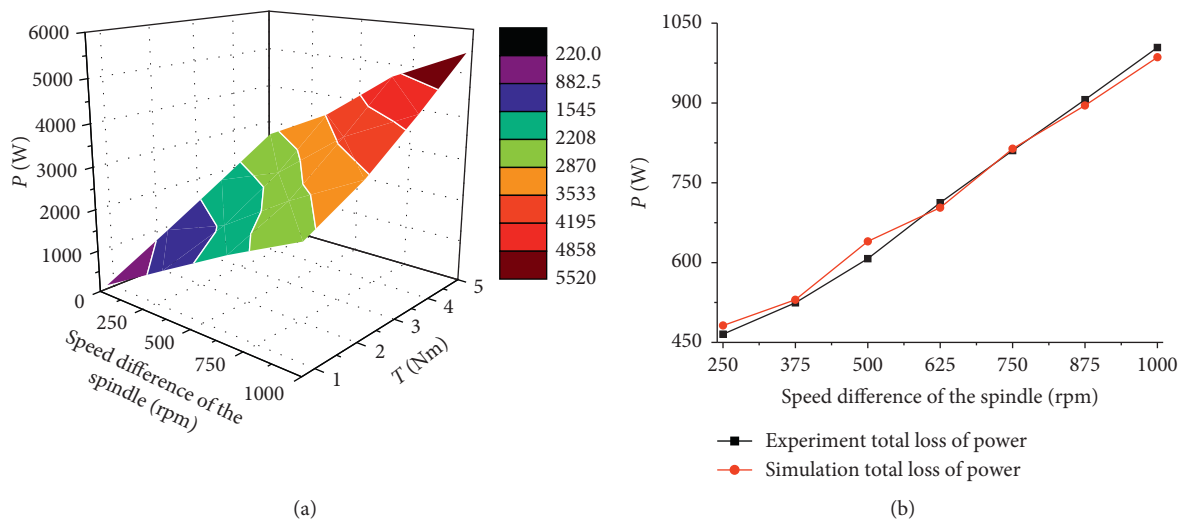 6000
5000
4000
3000
2000
1000
0
P (W)
250
500
750
1000
Speed difference of the
spindle (rpm)
1
2
3
4
5
T (Nm)
220.0
882.5
1545
2208
2870
3533
4195
4858
5520
(a)
1050
900
750
600
450
P (W)
250 375 500 625 750 875 1000
Speed difference of the spindle (rpm)
Experiment total loss of power
Simulation total loss of power
(b)